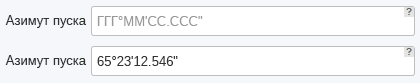 Азимут пуска ГГГ°ММ'СС.ССС" ?
Азимут пуска 65°23'12.546" ?